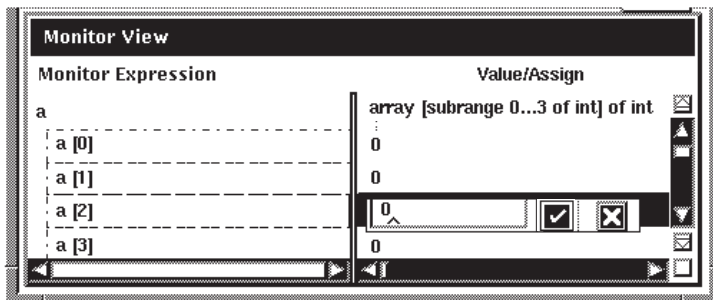 Monitor View
Monitor Expression Value/Assign
a array [subrange 0...3 of int] of int
a [0] 0
a [1] 0
a [2] 0
a [3] 0